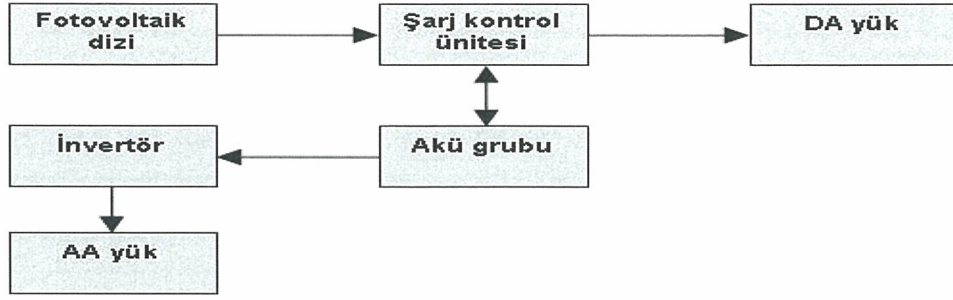 Fotovoltaik
dizi
Şarj kontrol
ünitesi
DA yük
İnvertör
Akü grubu
AA yük